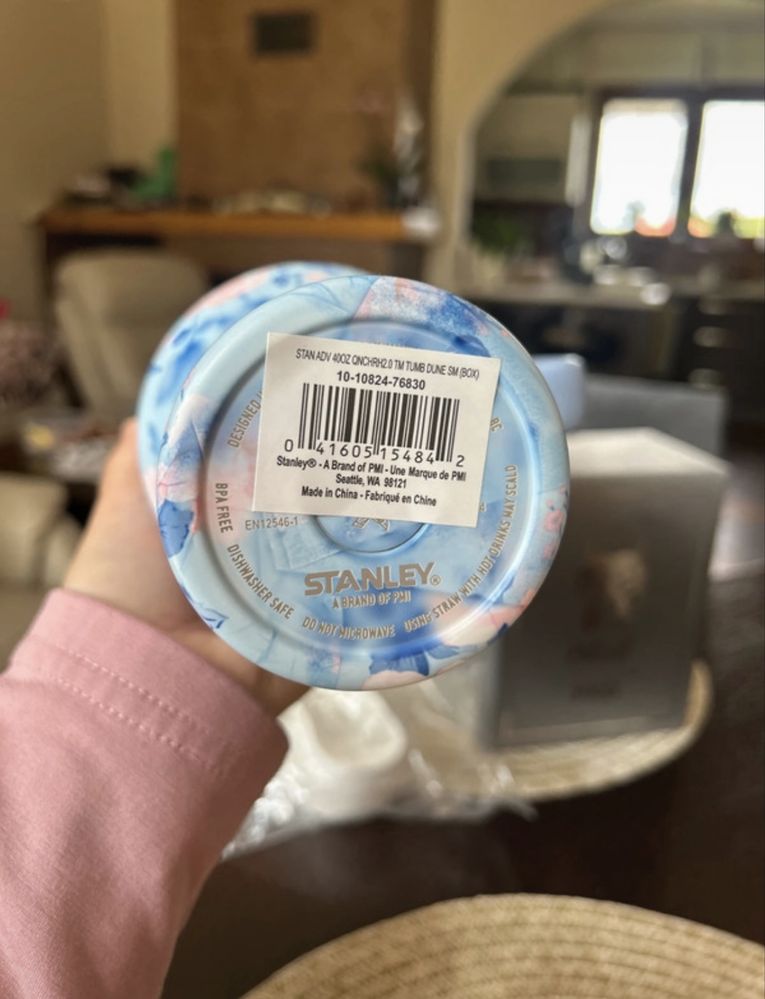 STAN ADV 40OZ QNCHRH2.0 TM TUMB DUNE SM (BOX)
10-10824-76830
0 41605 15484 2
Stanley® - A Brand of PMI - Une Marque de PMI
Seattle, WA 98121
Made in China - Fabriqué en Chine
DESIGNED
BPA FREE
EN12546-1
STANLEY®
A BRAND OF PMI
DISHWASHER SAFE
DO NOT MICROWAVE
USING STRAW WITH HOT DRINKS MAY SCALD